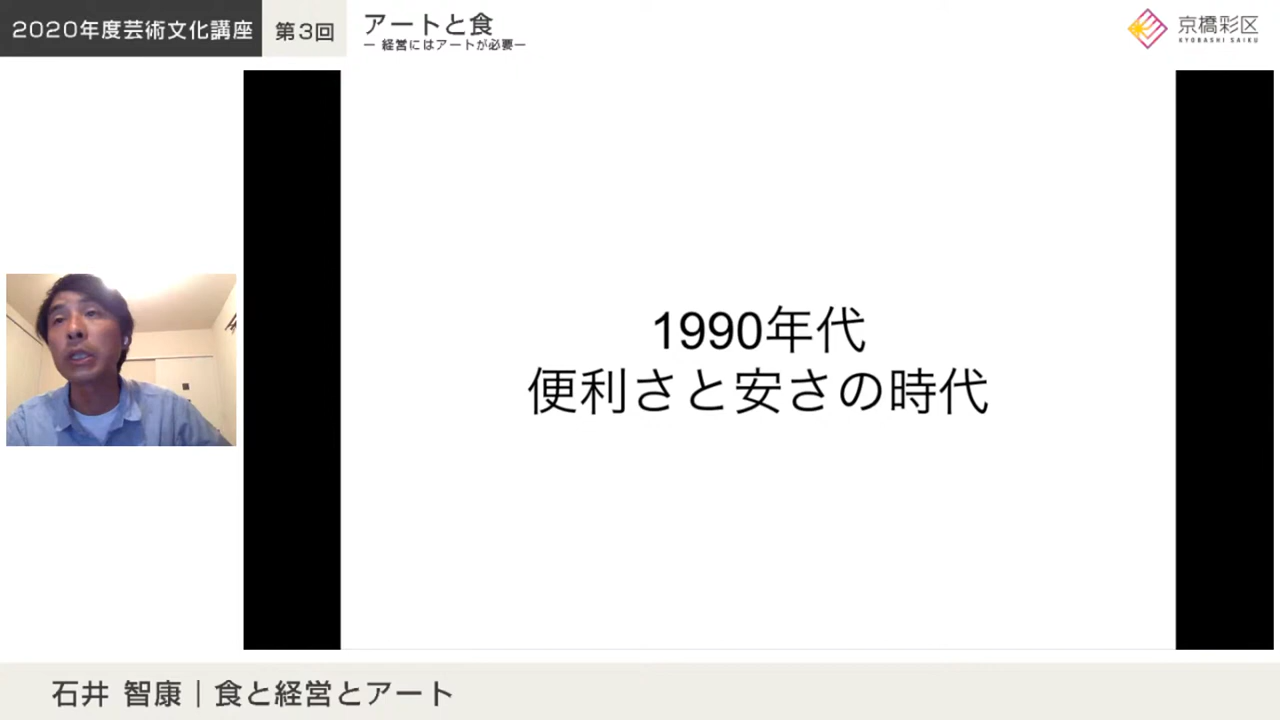 2020年度芸術文化講座
第3回
アートと食
ー 経営にはアートが必要ー
京橋彩区
KYOBASHI SAIKU
1990年代
便利さと安さの時代
石井 智康｜食と経営とアート